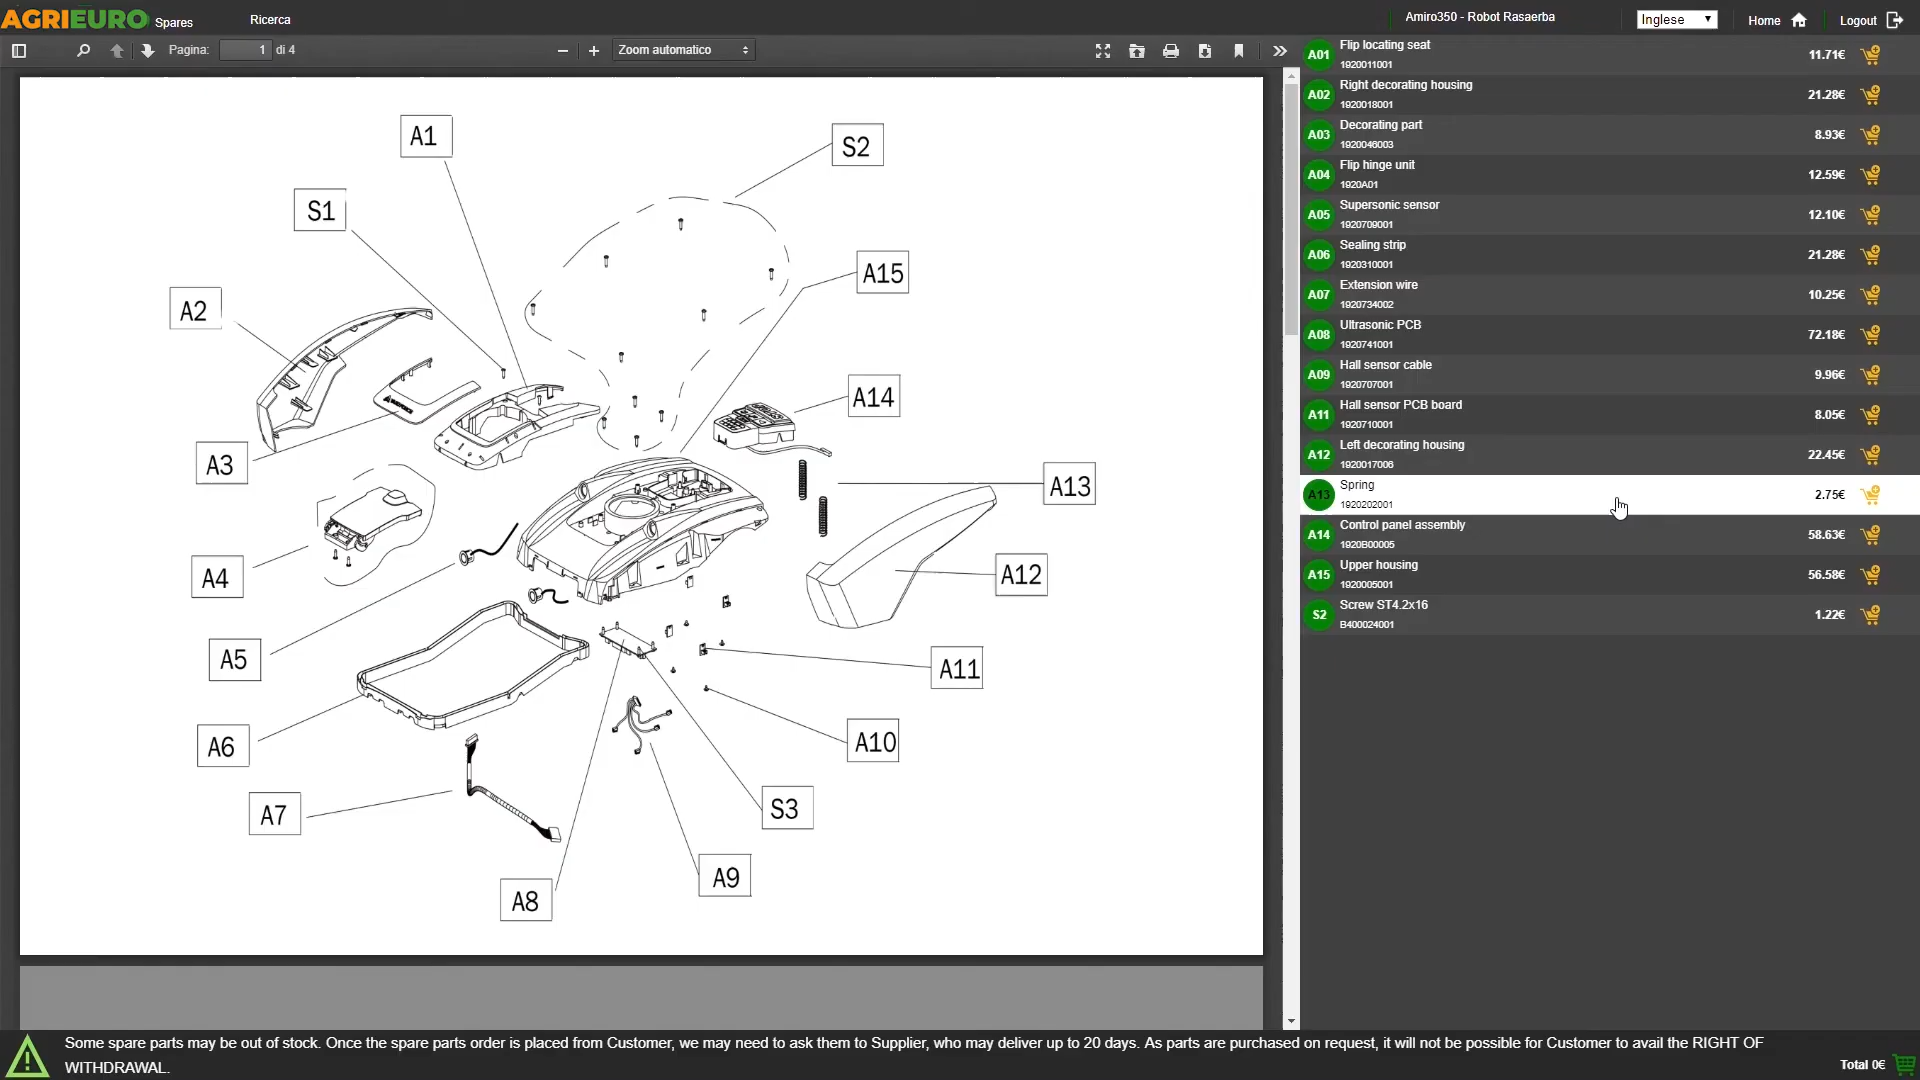 AGRIEURO Spares
Ricerca
Amiro350 - Robot Rasaerba
Inglese
Home
Logout
Pagina: 1 di 4
Zoom automatico
A1
S2
S1
A15
A2
A14
A3
A13
A4
A12
A5
A11
A6
A10
A7
S3
A9
A8
A01 Flip locating seat 11.71€
1920011001
A02 Right decorating housing 21.28€
1920018001
A03 Decorating part 8.93€
1920046003
A04 Flip hinge unit 12.59€
1920A01
A05 Supersonic sensor 12.10€
1920709001
A06 Sealing strip 21.28€
1920310001
A07 Extension wire 10.25€
1920734002
A08 Ultrasonic PCB 72.18€
1920741001
A09 Hall sensor cable 9.96€
1920707001
A11 Hall sensor PCB board 8.05€
1920710001
A12 Left decorating housing 22.45€
1920017006
A13 Spring 2.75€
1920202001
A14 Control panel assembly 58.63€
1920B00005
A15 Upper housing 56.58€
1920005001
S2 Screw ST4.2x16 1.22€
B400024001
Some spare parts may be out of stock. Once the spare parts order is placed from Customer, we may need to ask them to Supplier, who may deliver up to 20 days. As parts are purchased on request, it will not be possible for Customer to avail the RIGHT OF
WITHDRAWAL.
Total 0€